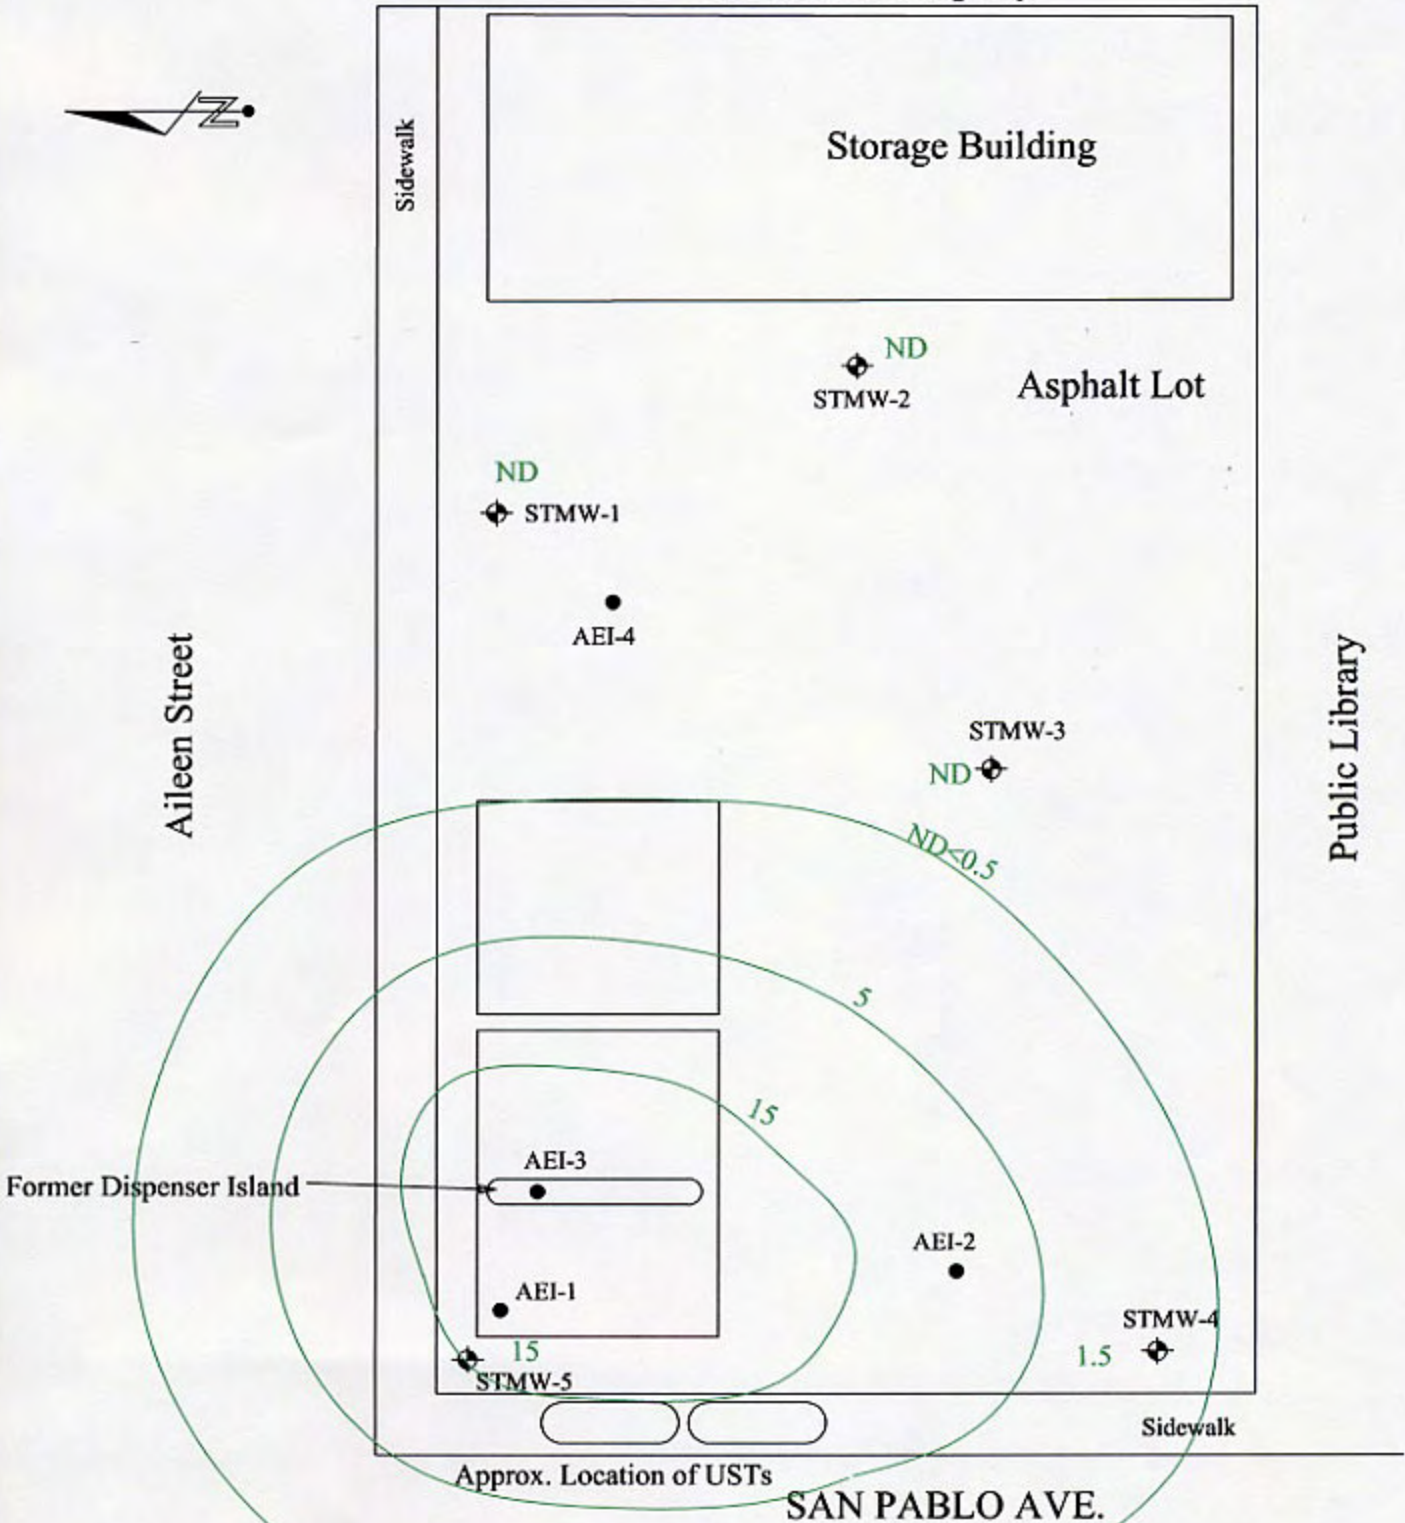 N
Sidewalk
Storage Building
ND
STMW-2
Asphalt Lot
ND
STMW-1
AEI-4
Aileen Street
Public Library
STMW-3
ND
ND<0.5
5
15
AEI-3
Former Dispenser Island
AEI-2
AEI-1
STMW-4
15
1.5
STMW-5
Sidewalk
Approx. Location of USTs
SAN PABLO AVE.